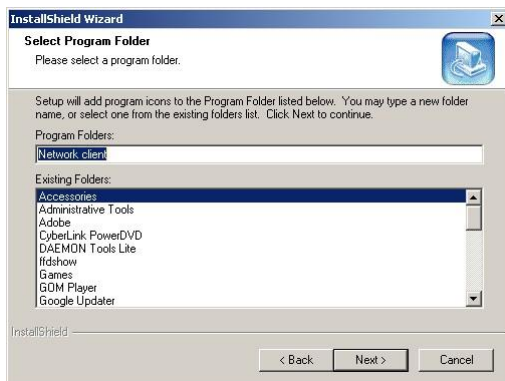 InstallShield Wizard
Select Program Folder
Please select a program folder.
Setup will add program icons to the Program Folder listed below. You may type a new folder
name, or select one from the existing folders list. Click Next to continue.
Program Folders:
Network client
Existing Folders:
Accessories
Administrative Tools
Adobe
CyberLink PowerDVD
DAEMON Tools Lite
ffdshow
Games
GOM Player
Google Updater
InstallShield
< Back Next > Cancel